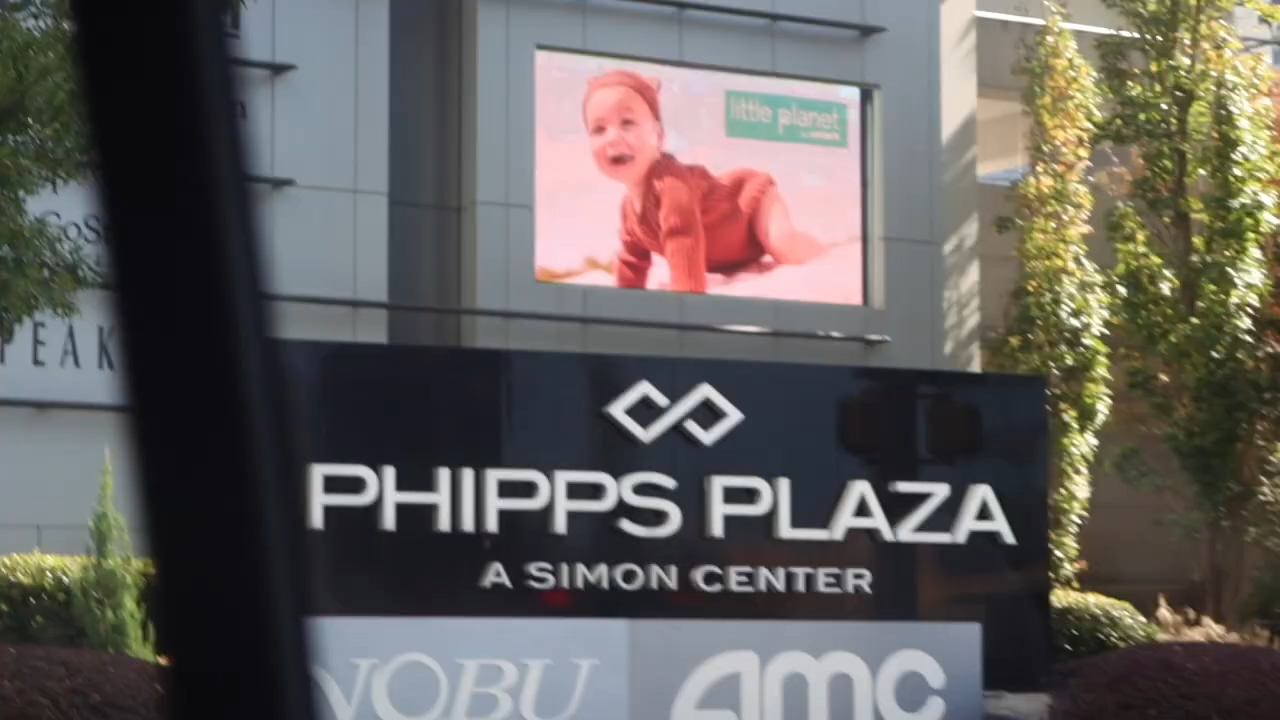 little planet
PHIPPS PLAZA
A SIMON CENTER
NOBU
AMC
PEAK